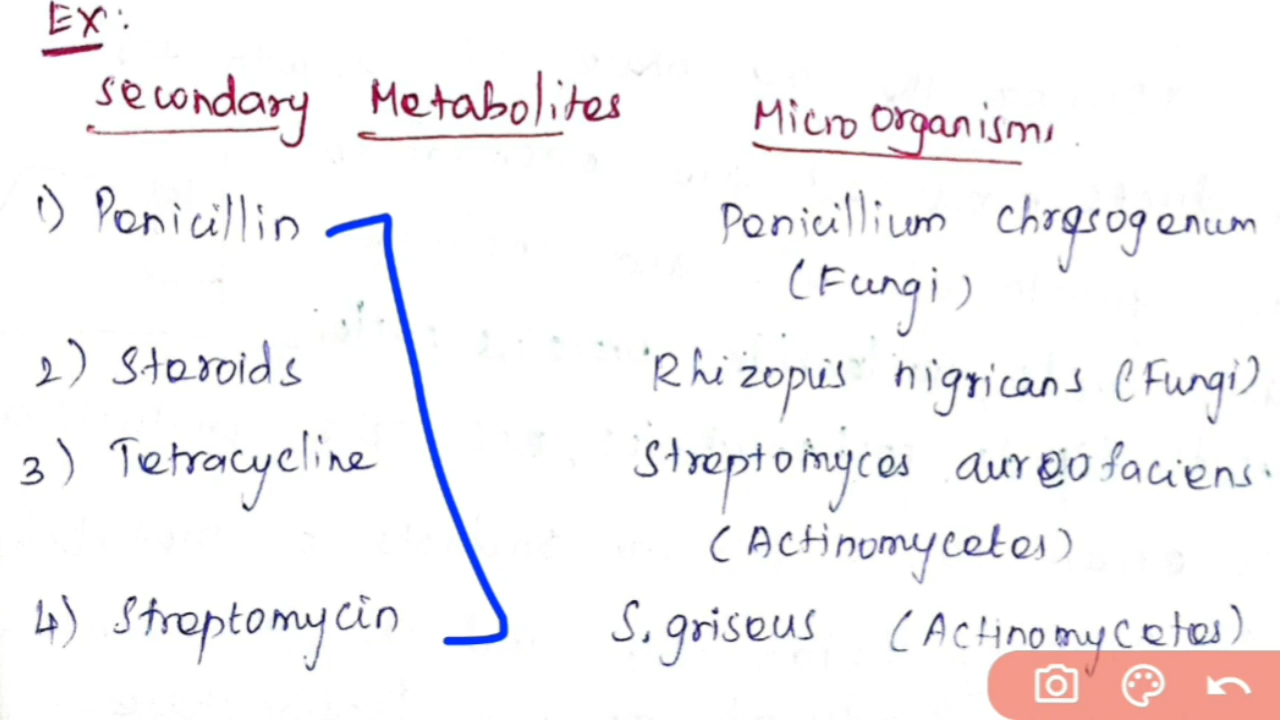 EX:
Secondary Metabolites Micro organisms
1) Penicillin Penicillium Chrysogenum
(Fungi)
2) Steroids Rhizopus nigricans (Fungi)
3) Tetracycline Streptomyces aureofaciens.
(Actinomycetes)
4) Streptomycin S. griseus (Actinomycetes)